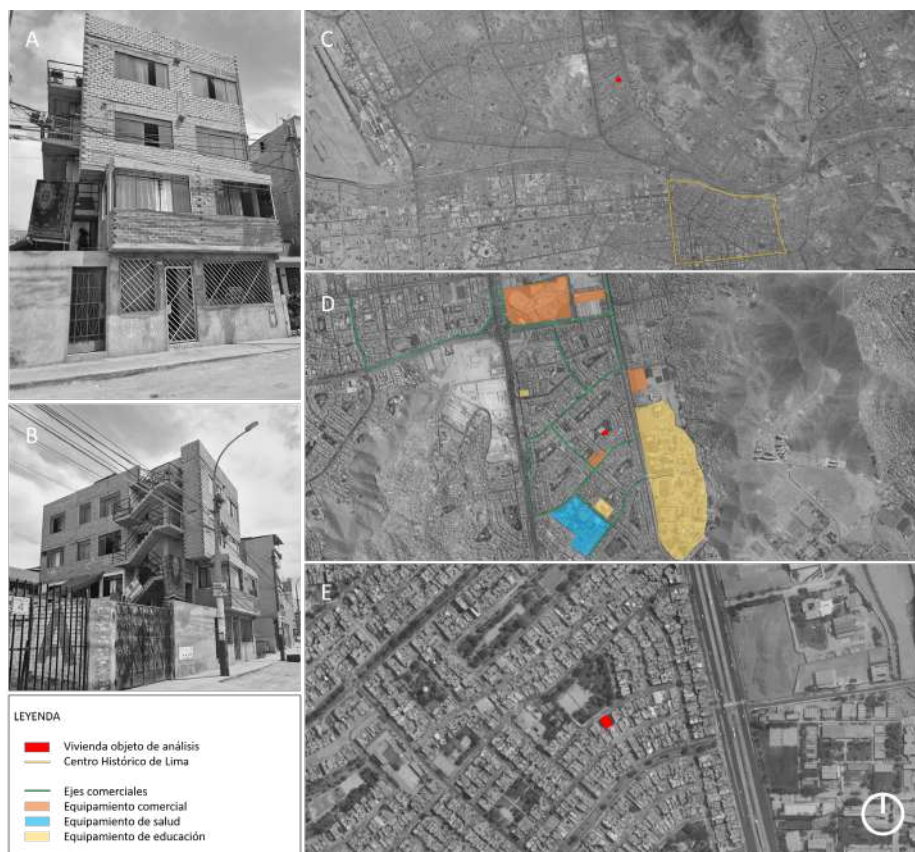 A
B
C
D
E
LEYENDA
Vivienda objeto de análisis
Centro Histórico de Lima
Ejes comerciales
Equipamiento comercial
Equipamiento de salud
Equipamiento de educación